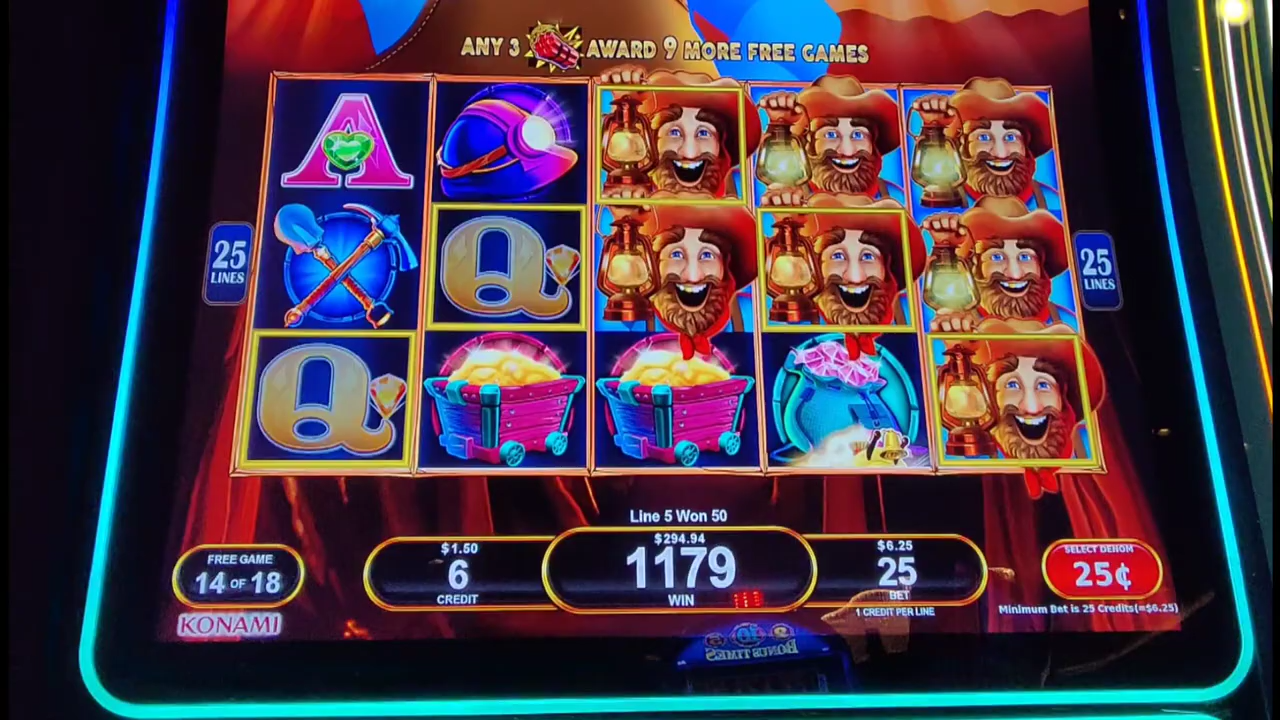 ANY 3 AWARD 9 MORE FREE GAMES
A
25
LINES
25
LINES
Q
Q
Line 5 Won 50
FREE GAME
14 OF 18
$1.50
6
CREDIT
$294.94
1179
WIN
$6.25
25
BET
1 CREDIT PER LINE
SELECT DENOM
25¢
Minimum Bet is 25 Credits(=$6.25)
KONAMI
BONUS TIMES